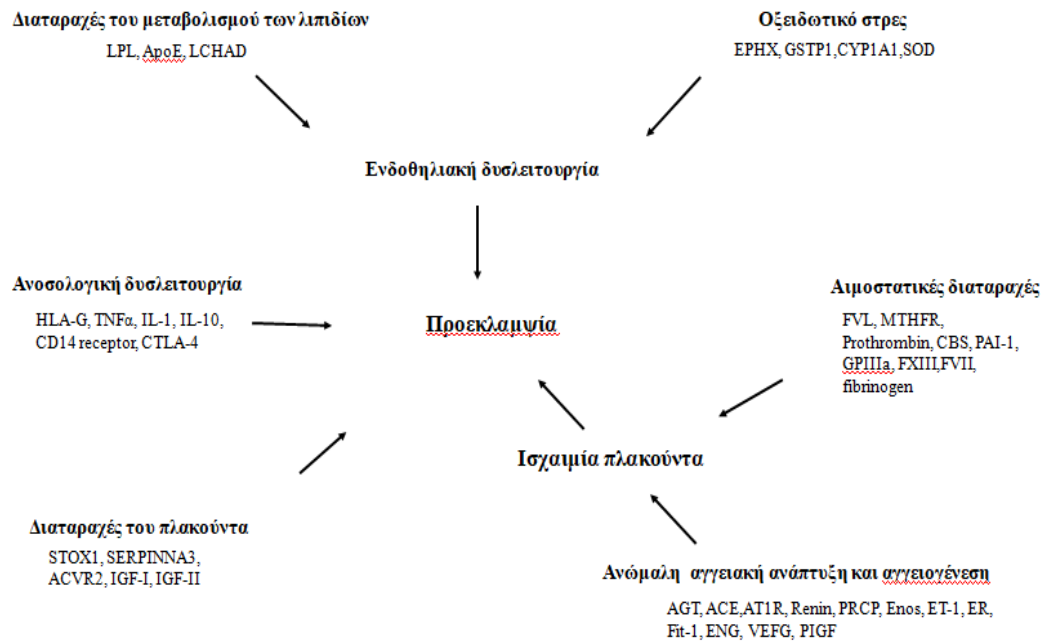 Διαταραχές του μεταβολισμού των λιπιδίων
LPL, ApoE, LCHAD
Οξειδωτικό στρες
EPHX, GSTP1,CYP1A1,SOD
Ενδοθηλιακή δυσλειτουργία
Ανοσολογική δυσλειτουργία
HLA-G, TNFα, IL-1, IL-10,
CD14 receptor, CTLA-4
Προεκλαμψία
Αιμοστατικές διαταραχές
FVL, MTHFR,
Prothrombin, CBS, PAI-1,
GPIIIa, FXIII,FVII,
fibrinogen
Ισχαιμία πλακούντα
Διαταραχές του πλακούντα
STOX1, SERPINNA3,
ACVR2, IGF-I, IGF-II
Ανώμαλη αγγειακή ανάπτυξη και αγγειογένεση
AGT, ACE,AT1R, Renin, PRCP, Enos, ET-1, ER,
Fit-1, ENG, VEFG, PIGF